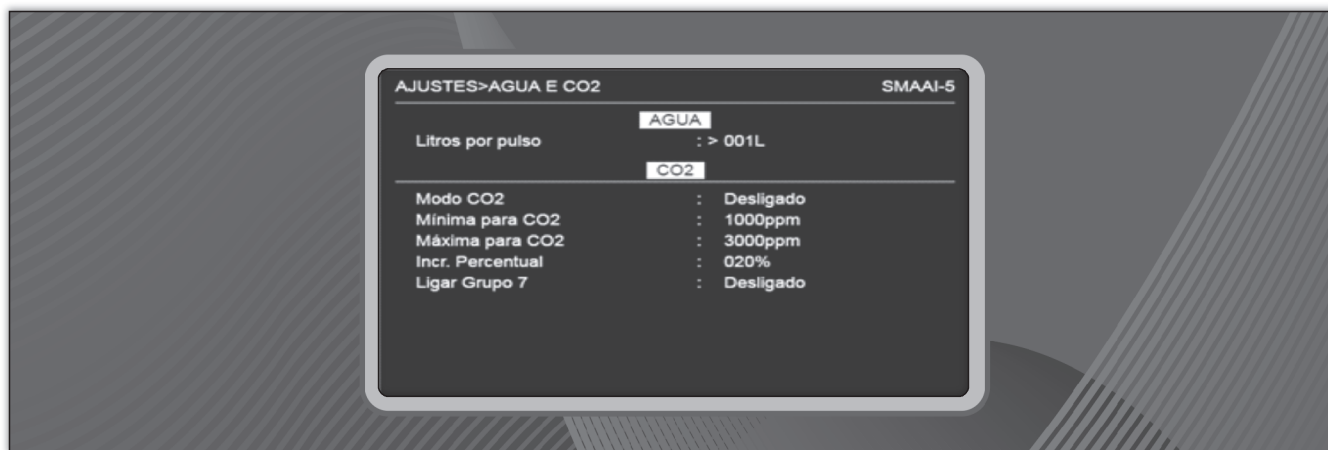 AJUSTES>AGUA E CO2 SMAAI-5
AGUA
Litros por pulso : > 001L
CO2
Modo CO2 : Desligado
Mínima para CO2 : 1000ppm
Máxima para CO2 : 3000ppm
Incr. Percentual : 020%
Ligar Grupo 7 : Desligado